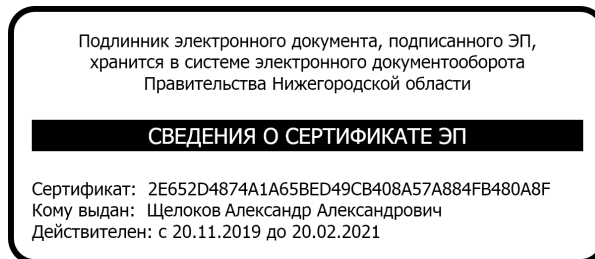 Подлинник электронного документа, подписанного ЭП,
хранится в системе электронного документооборота
Правительства Нижегородской области
СВЕДЕНИЯ О СЕРТИФИКАТЕ ЭП
Сертификат: 2E652D4874A1A65BED49CB408A57A884FB480A8F
Кому выдан: Щелоков Александр Александрович
Действителен: с 20.11.2019 до 20.02.2021